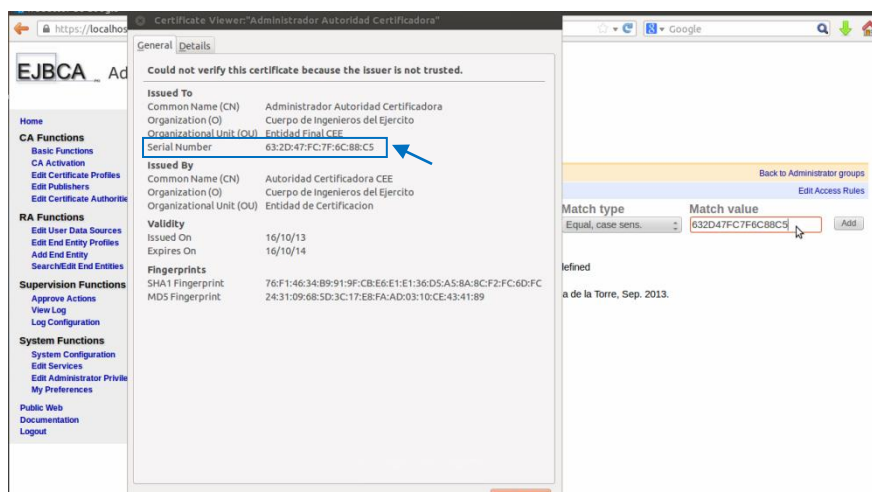 Certificate Viewer:"Administrador Autoridad Certificadora"
https://localhos
Google
General Details
EJBCA Ad
Could not verify this certificate because the issuer is not trusted.
Issued To
Common Name (CN) Administrador Autoridad Certificadora
Organization (O) Cuerpo de Ingenieros del Ejercito
Organizational Unit (OU) Entidad Final CEE
Serial Number 63:2D:47:FC:7F:6C:88:C5
Issued By
Common Name (CN) Autoridad Certificadora CEE
Organization (O) Cuerpo de Ingenieros del Ejercito
Organizational Unit (OU) Entidad de Certificacion
Validity
Issued On 16/10/13
Expires On 16/10/14
Fingerprints
SHA1 Fingerprint 76:F1:46:34:B9:91:9F:CB:E6:E1:E1:36:D5:A5:8A:8C:F2:FC:6D:FC
MD5 Fingerprint 24:31:09:68:5D:3C:17:E8:FA:AD:03:10:CE:43:41:89
Home
CA Functions
Basic Functions
CA Activation
Edit Certificate Profiles
Edit Publishers
Edit Certificate Authoritie
RA Functions
Edit User Data Sources
Edit End Entity Profiles
Add End Entity
Search/Edit End Entities
Supervision Functions
Approve Actions
View Log
Log Configuration
System Functions
System Configuration
Edit Services
Edit Administrator Privile
My Preferences
Public Web
Documentation
Logout
Back to Administrator groups
Edit Access Rules
Match type Match value
Equal, case sens. 632D47FC7F6C88C5 Add
lefined
a de la Torre, Sep. 2013.